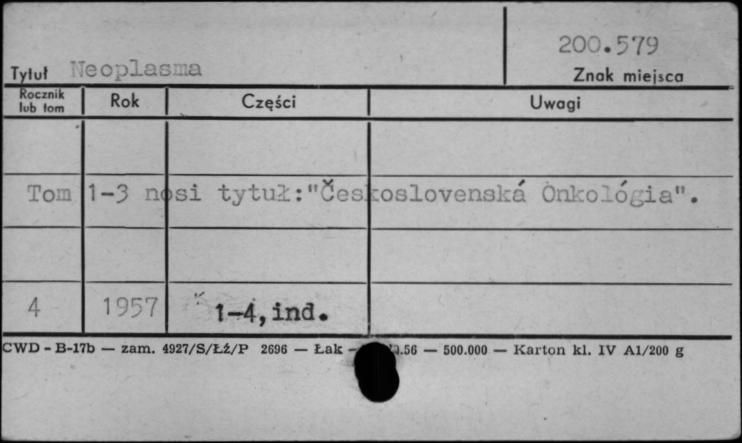 200.579
Tytuł Neoplasma Znak miejsca
Rocznik lub tom Rok Części Uwagi
Tom 1-3 nosi tytuł:"Československá Onkológia".
4 1957 1-4,ind.
CWD - B-17b — zam. 4927/S/ŁŹ/P 2696 — Łak — .56 — 500.000 — Karton kl. IV A1/200 g